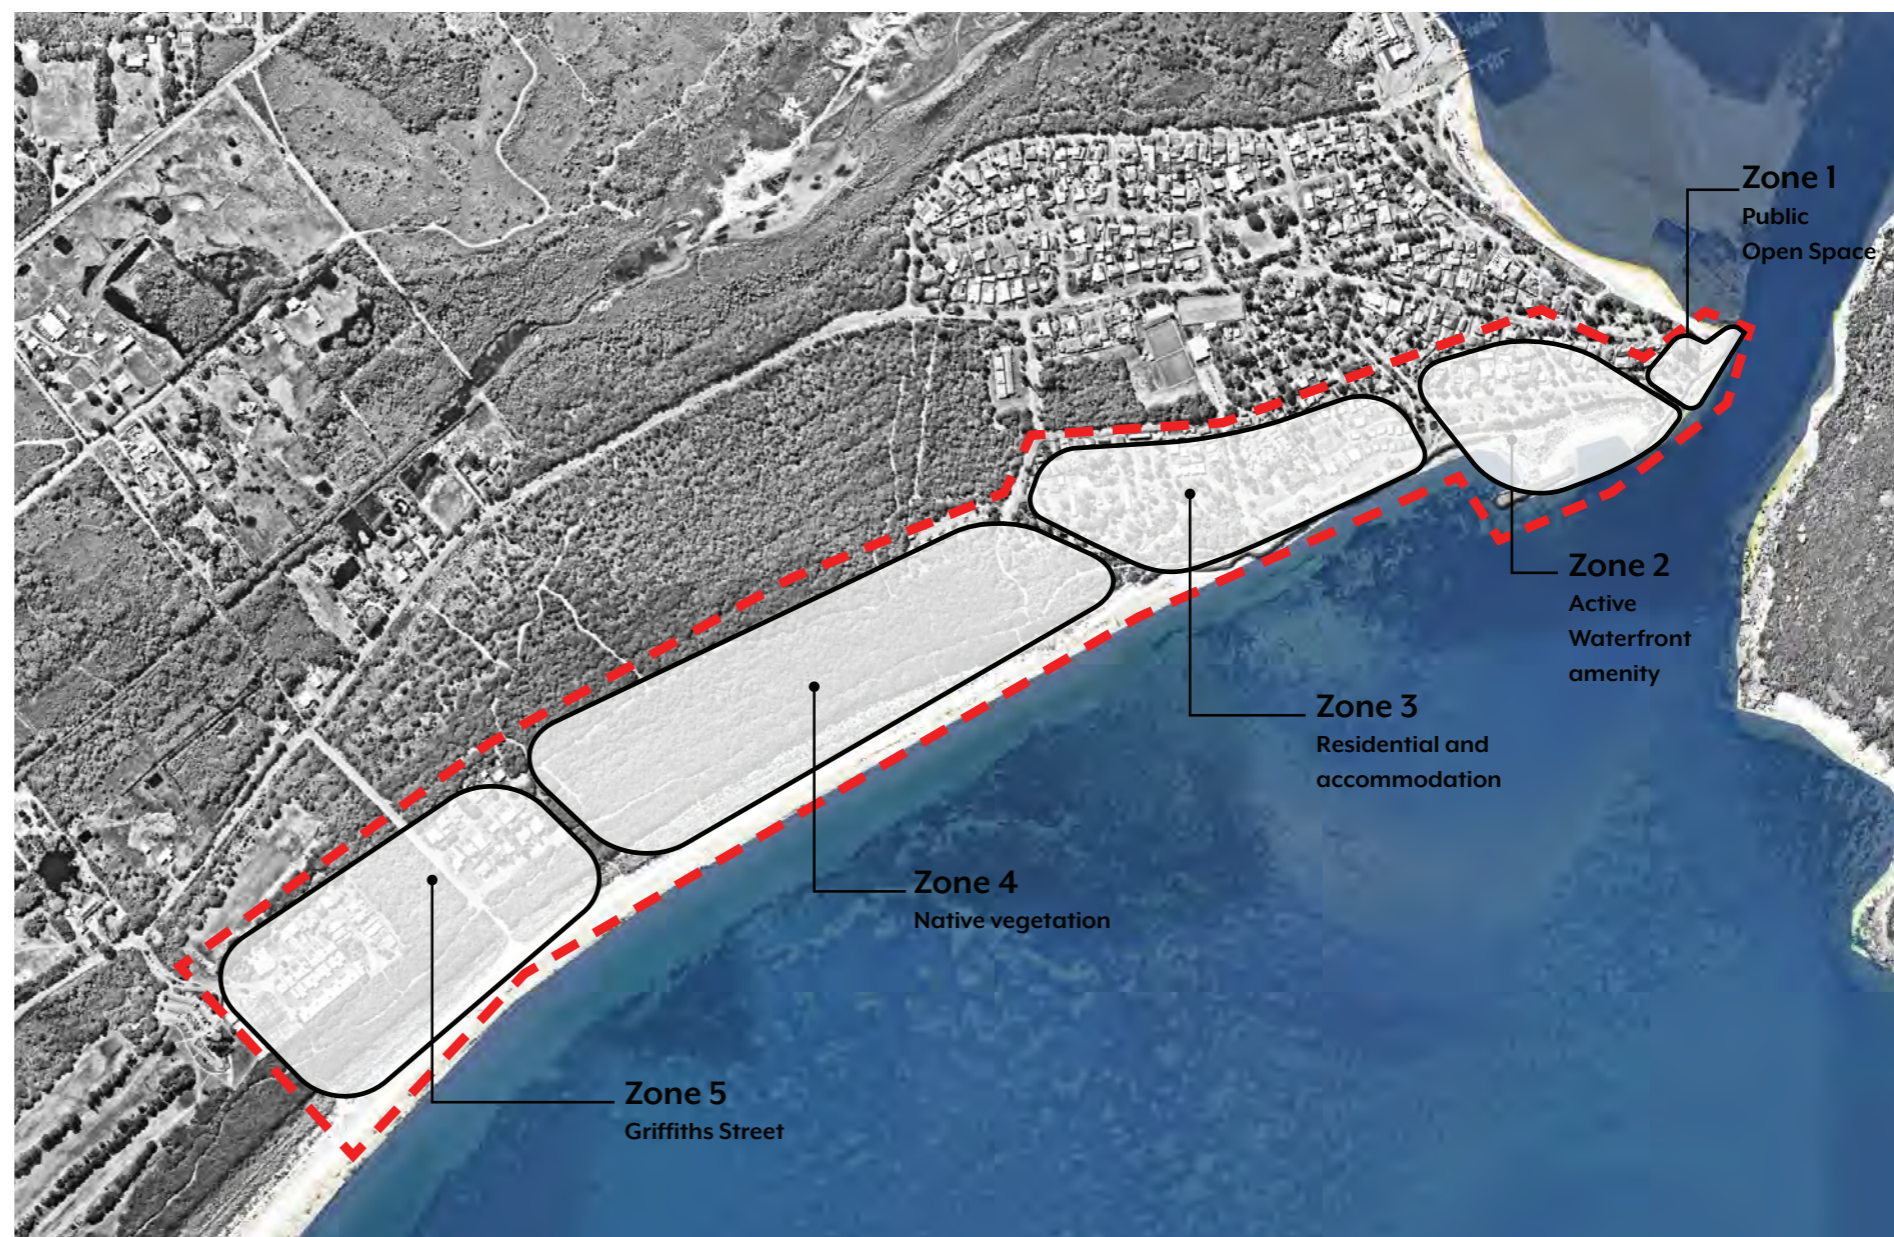 Zone 1
Public
Open Space
Zone 2
Active
Waterfront
amenity
Zone 3
Residential and
accommodation
Zone 4
Native vegetation
Zone 5
Griffiths Street